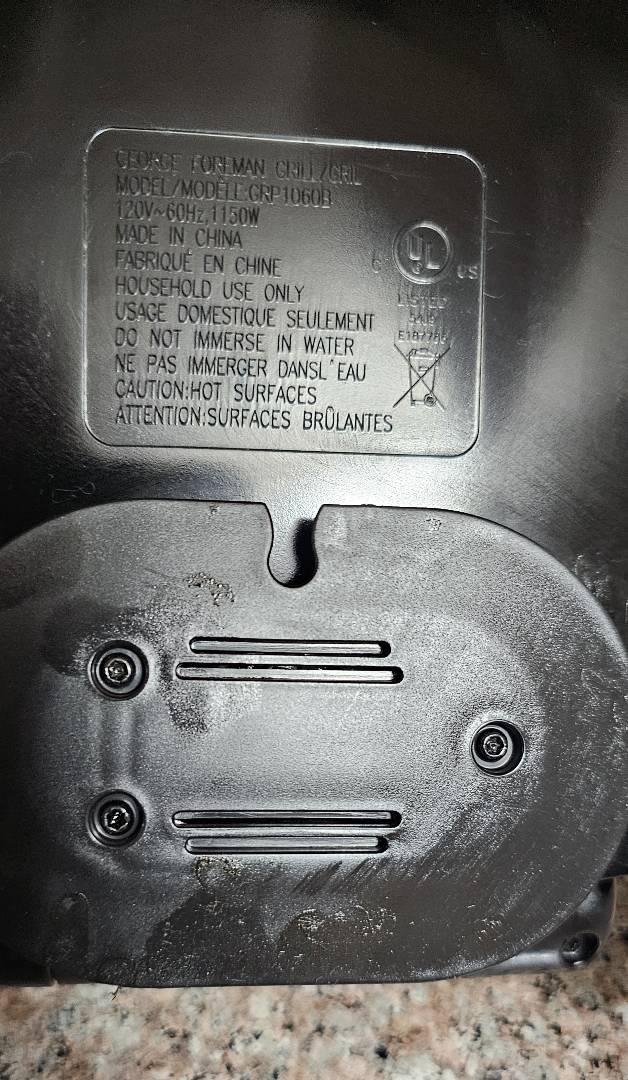 GEORGE FOREMAN GRILL/GRIL
MODEL/MODÈLE:GRP1060B
120V~60Hz,1150W
MADE IN CHINA
FABRIQUÉ EN CHINE
HOUSEHOLD USE ONLY
USAGE DOMESTIQUE SEULEMENT
DO NOT IMMERSE IN WATER
NE PAS IMMERGER DANSL'EAU
CAUTION:HOT SURFACES
ATTENTION:SURFACES BRÛLANTES
UL
US
LISTED